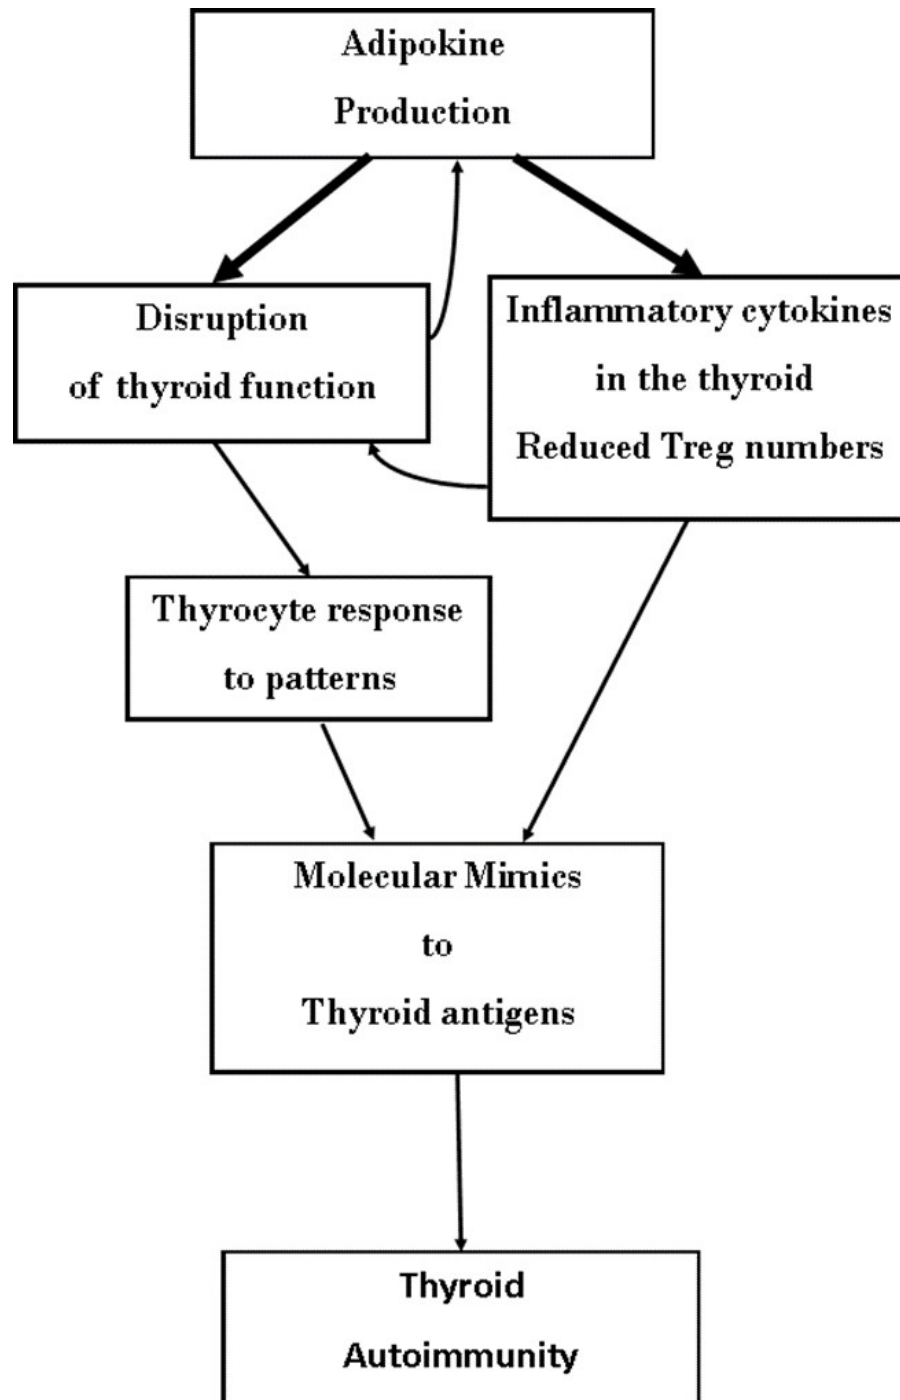 Adipokine
Production
Disruption
of thyroid function
Inflammatory cytokines
in the thyroid
Reduced Treg numbers
Thyrocyte response
to patterns
Molecular Mimics
to
Thyroid antigens
Thyroid
Autoimmunity